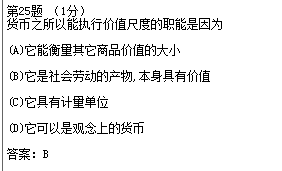 第25题 （1分）
货币之所以能执行价值尺度的职能是因为
(A)它能衡量其它商品价值的大小
(B)它是社会劳动的产物,本身具有价值
(C)它具有计量单位
(D)它可以是观念上的货币
答案：B